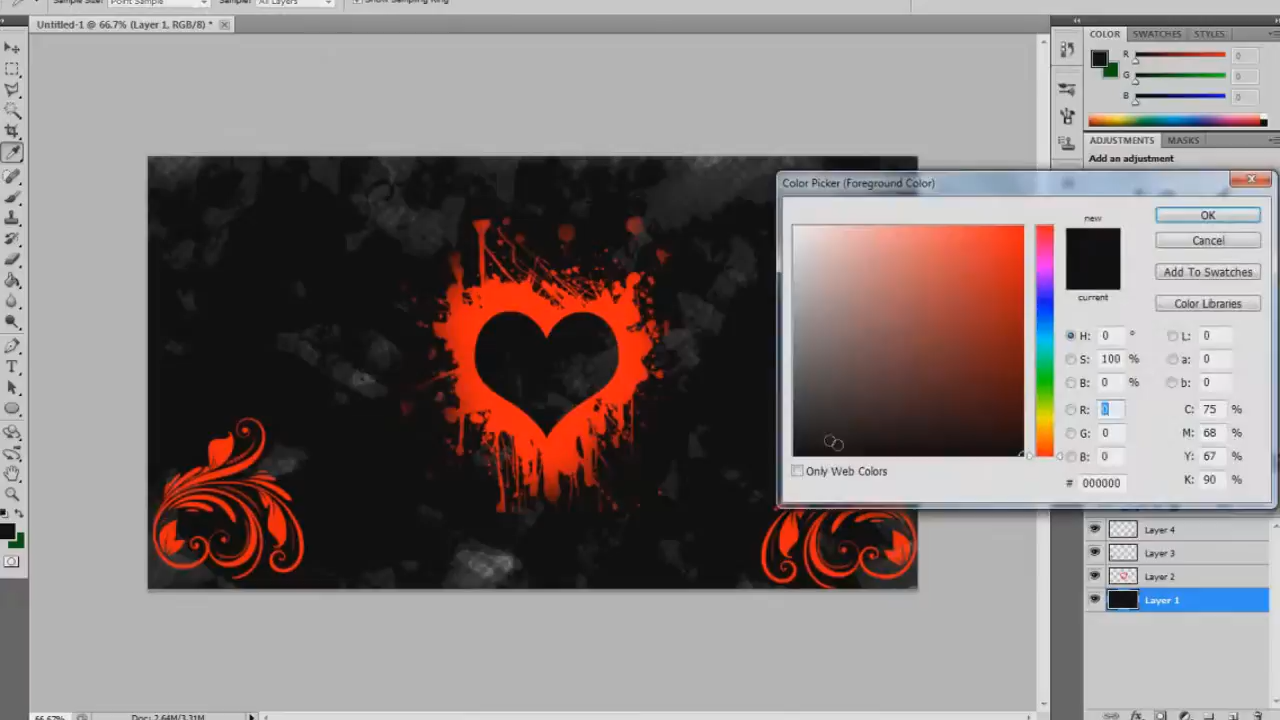 Sample Size: Point Sample Sample: All Layers Show Sampling Ring
Untitled-1 @ 66.7% (Layer 1, RGB/8) *
COLOR SWATCHES STYLES
R 0
G 0
B 0
ADJUSTMENTS MASKS
Add an adjustment
Color Picker (Foreground Color)
new
current
OK
Cancel
Add To Swatches
Color Libraries
H: 0 °
S: 100 %
B: 0 %
R: 0
G: 0
B: 0
L: 0
a: 0
b: 0
C: 75 %
M: 68 %
Y: 67 %
K: 90 %
# 000000
Only Web Colors
Layer 4
Layer 3
Layer 2
Layer 1
66.67% Doc: 2.64M/3.31M